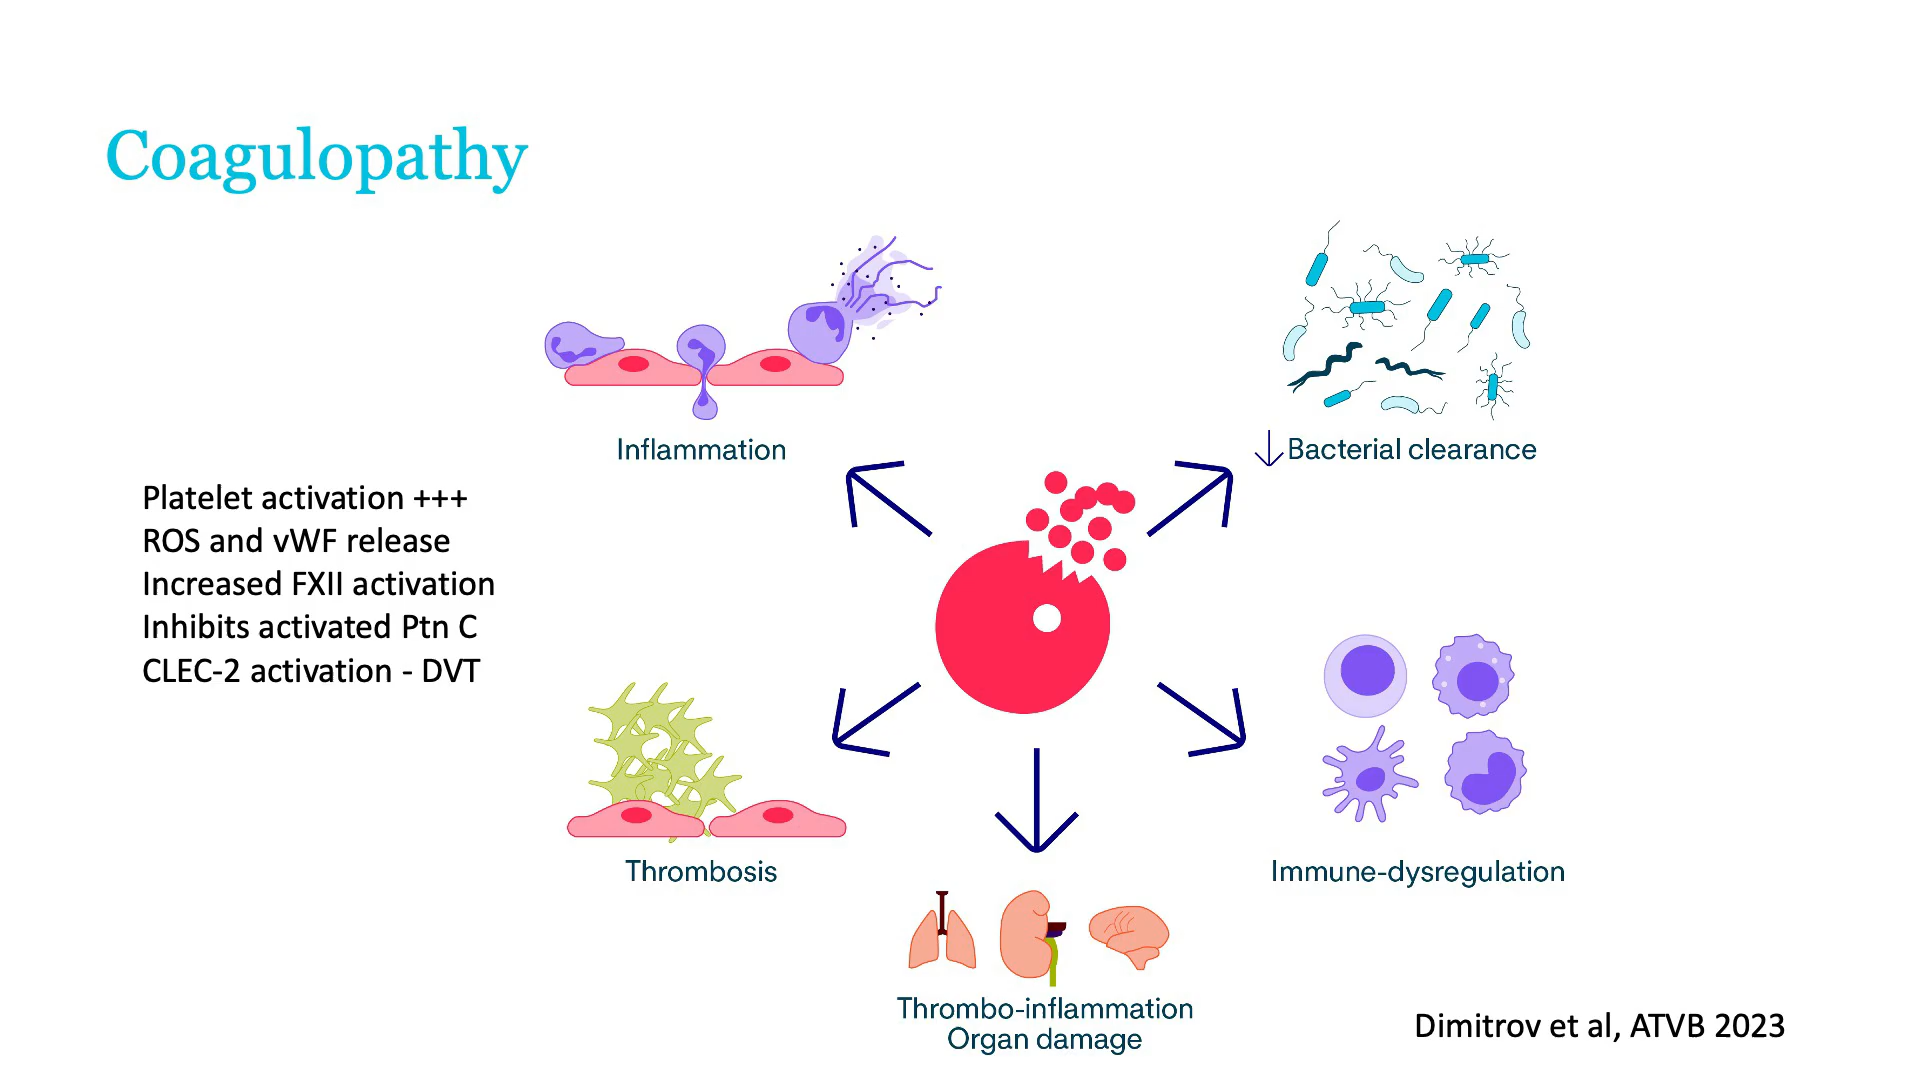 Coagulopathy
Inflammation
↓ Bacterial clearance
Platelet activation +++
ROS and vWF release
Increased FXII activation
Inhibits activated Ptn C
CLEC-2 activation - DVT
Thrombosis
Immune-dysregulation
Thrombo-inflammation
Organ damage
Dimitrov et al, ATVB 2023